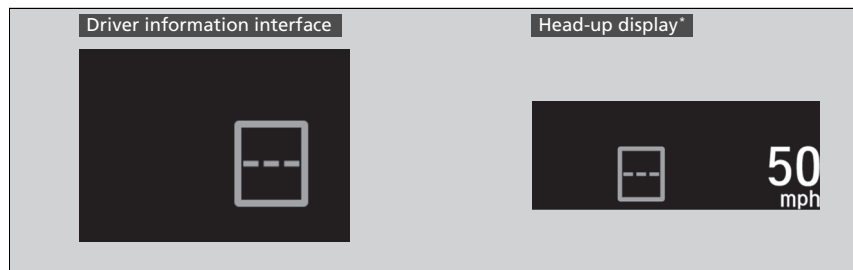 Driver information interface
Head-up display*
---
---
50
mph